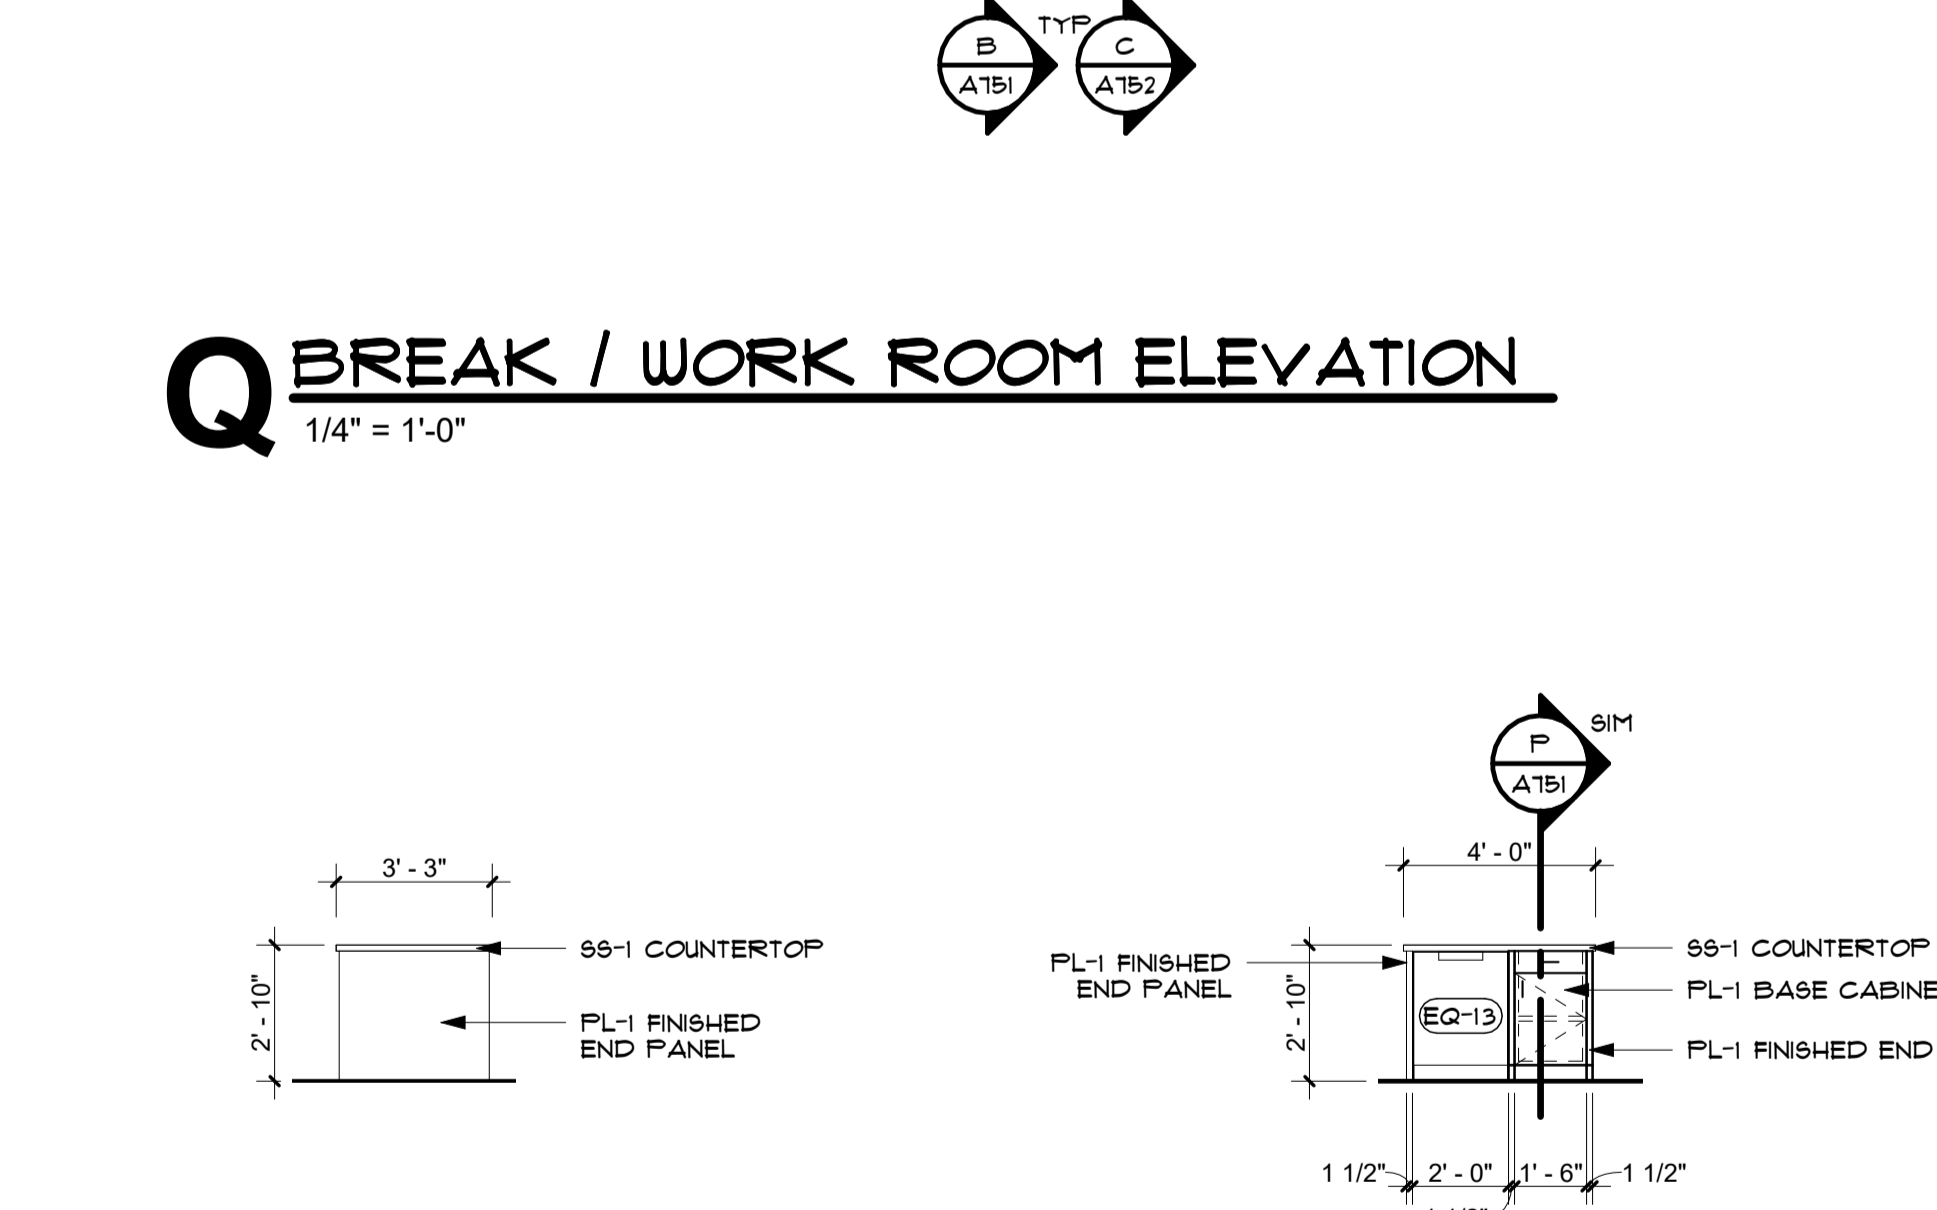 TYP
B
A751
C
A752
Q BREAK / WORK ROOM ELEVATION
1/4" = 1'-0"
P
A751
SIM
3' - 3"
2' - 10"
SS-1 COUNTERTOP
PL-1 FINISHED
END PANEL
4' - 0"
PL-1 FINISHED
END PANEL
2' - 10"
EQ-13
SS-1 COUNTERTOP
PL-1 BASE CABINE
PL-1 FINISHED END
1 1/2"
2' - 0"
1' - 6"
1 1/2"